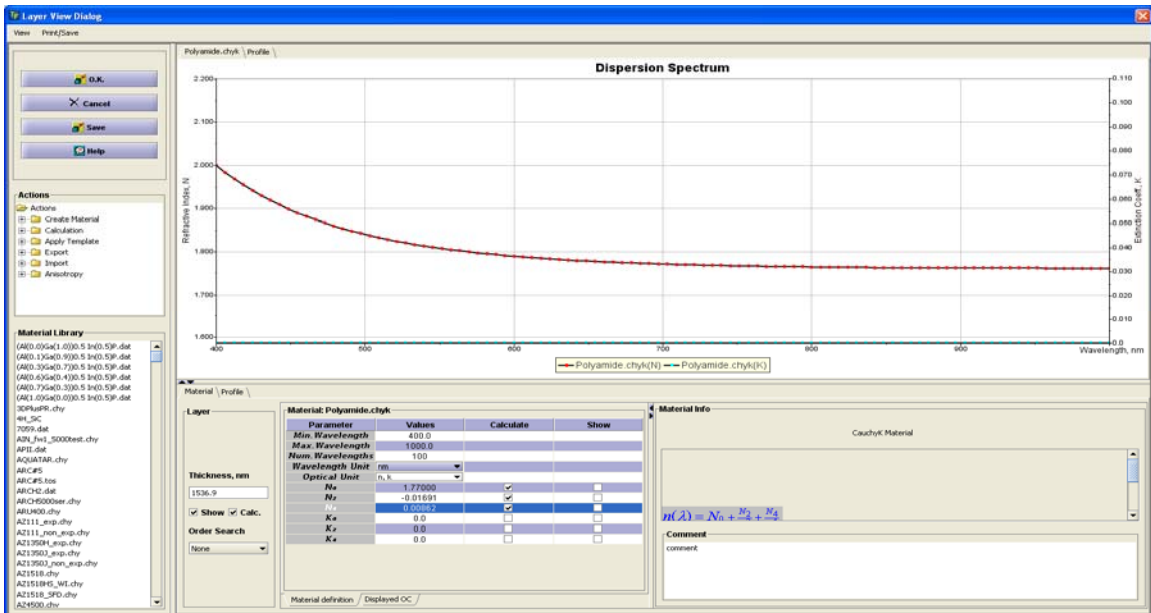 Layer View Dialog
View Print/Save
O.K.
Cancel
Save
Help
Actions
Actions
Create Material
Calculation
Apply Template
Export
Import
Anisotropy
Material Library
(Al(0.0)Ga(1.0))0.5 In(0.5)P.dat
(Al(0.1)Ga(0.9))0.5 In(0.5)P.dat
(Al(0.3)Ga(0.7))0.5 In(0.5)P.dat
(Al(0.6)Ga(0.4))0.5 In(0.5)P.dat
(Al(0.7)Ga(0.3))0.5 In(0.5)P.dat
(Al(1.0)Ga(0.0))0.5 In(0.5)P.dat
3DPlusPR.chy
4H_SiC
7059.dat
AlN_fw1_5000test.chy
APII.dat
AQUATAR.chy
ARC#5
ARC#5.tos
ARCH2.dat
ARCH5000ser.chy
ARU400.chy
AZ111_exp.chy
AZ111_non_exp.chy
AZ1350H_exp.chy
AZ1350J_exp.chy
AZ1350J_non_exp.chy
AZ1518.chy
AZ1518HS_WI.chy
AZ1518_SFD.chy
AZ4500.chy
Polyamide.chyk Profile
Dispersion Spectrum
Refractive Index, N
2.200
2.100
2.000
1.900
1.800
1.700
1.600
400 500 600 700 800 900
Wavelength, nm
0.110
0.100
0.090
0.080
0.070
0.060
0.050
0.040
0.030
0.020
0.010
0.0
Extinction Coeff., K
Polyamide.chyk(N) Polyamide.chyk(K)
Material Profile
Layer
Thickness, nm
1536.9
Show Calc.
Order Search
None
Material: Polyamide.chyk
Parameter Values Calculate Show
Min. Wavelength 400.0
Max. Wavelength 1000.0
Num. Wavelengths 100
Wavelength Unit nm
Optical Unit n, k
N₀ 1.77000
N₂ -0.01691
N₄ 0.00862
K₀ 0.0
K₂ 0.0
K₄ 0.0
Material definition Displayed OC
Material Info
CauchyK Material
n(λ) = N₀ + N₂ + N₄
Comment
comment